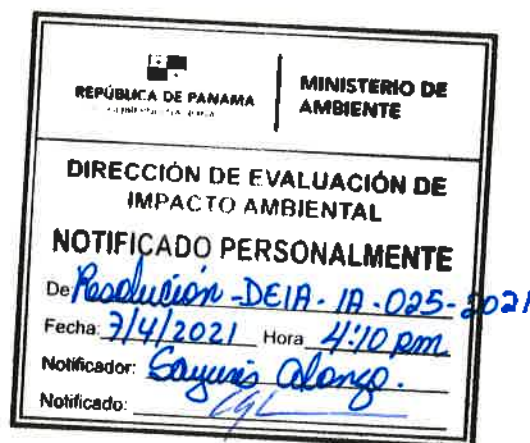 REPÚBLICA DE PANAMA
MINISTERIO DE
AMBIENTE
DIRECCIÓN DE EVALUACIÓN DE
IMPACTO AMBIENTAL
NOTIFICADO PERSONALMENTE
De Resolución -DEIA- IA -025-2021
Fecha: 7/4/2021 Hora 4:10 pm
Notificador: Sayuris Alonzo.
Notificado: